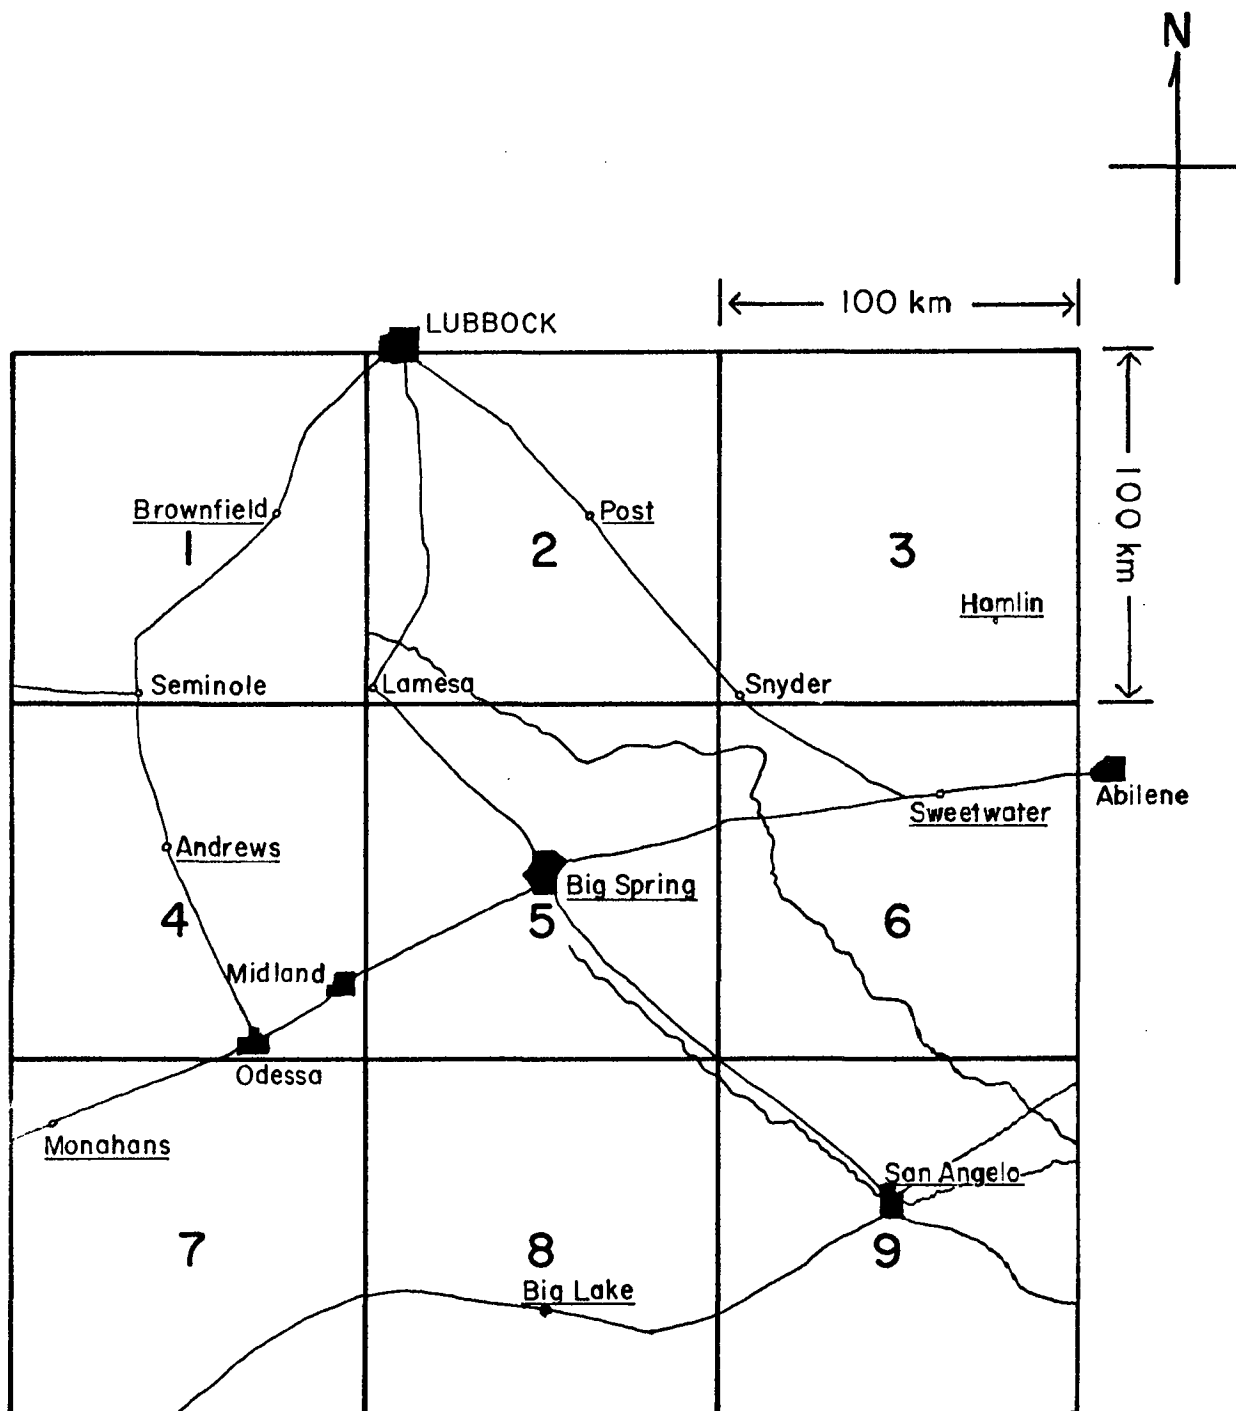 N
100 km
LUBBOCK
100 km
Brownfield
Post
1
2
3
Hamlin
Seminole
Lamesa
Snyder
Abilene
Sweetwater
Andrews
Big Spring
4
5
6
Midland
Odessa
Monahans
San Angelo
7
8
9
Big Lake